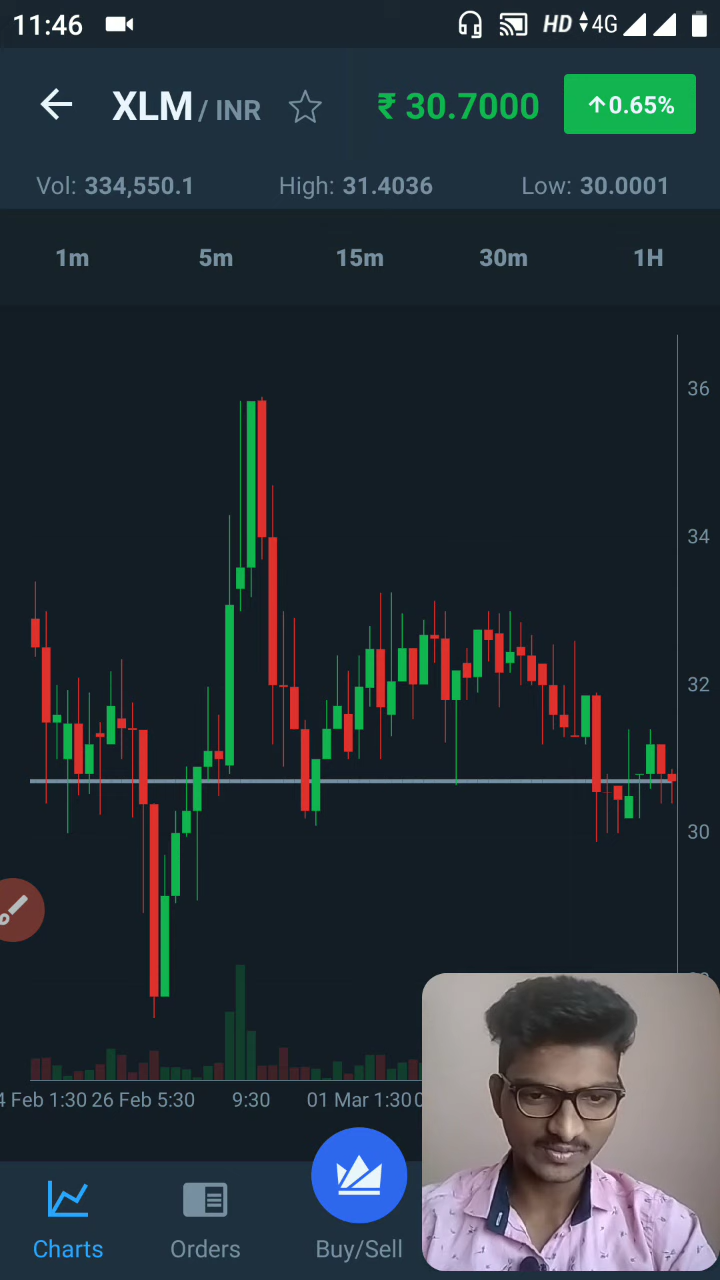 11:46 HD 4G
XLM / INR ₹ 30.7000 ↑0.65%
Vol: 334,550.1 High: 31.4036 Low: 30.0001
1m 5m 15m 30m 1H
36
34
32
30
Feb 1:30 26 Feb 5:30 9:30 01 Mar 1:30
Charts Orders Buy/Sell